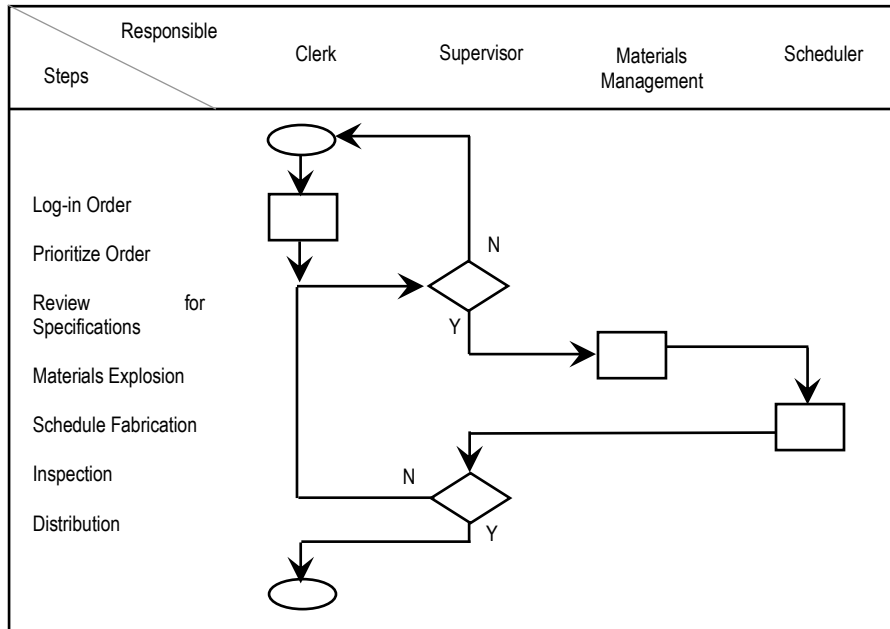 Responsible
Steps
Clerk
Supervisor
Materials
Management
Scheduler
Log-in Order
Prioritize Order
Review for
Specifications
Materials Explosion
Schedule Fabrication
Inspection
Distribution
N
Y
N
Y